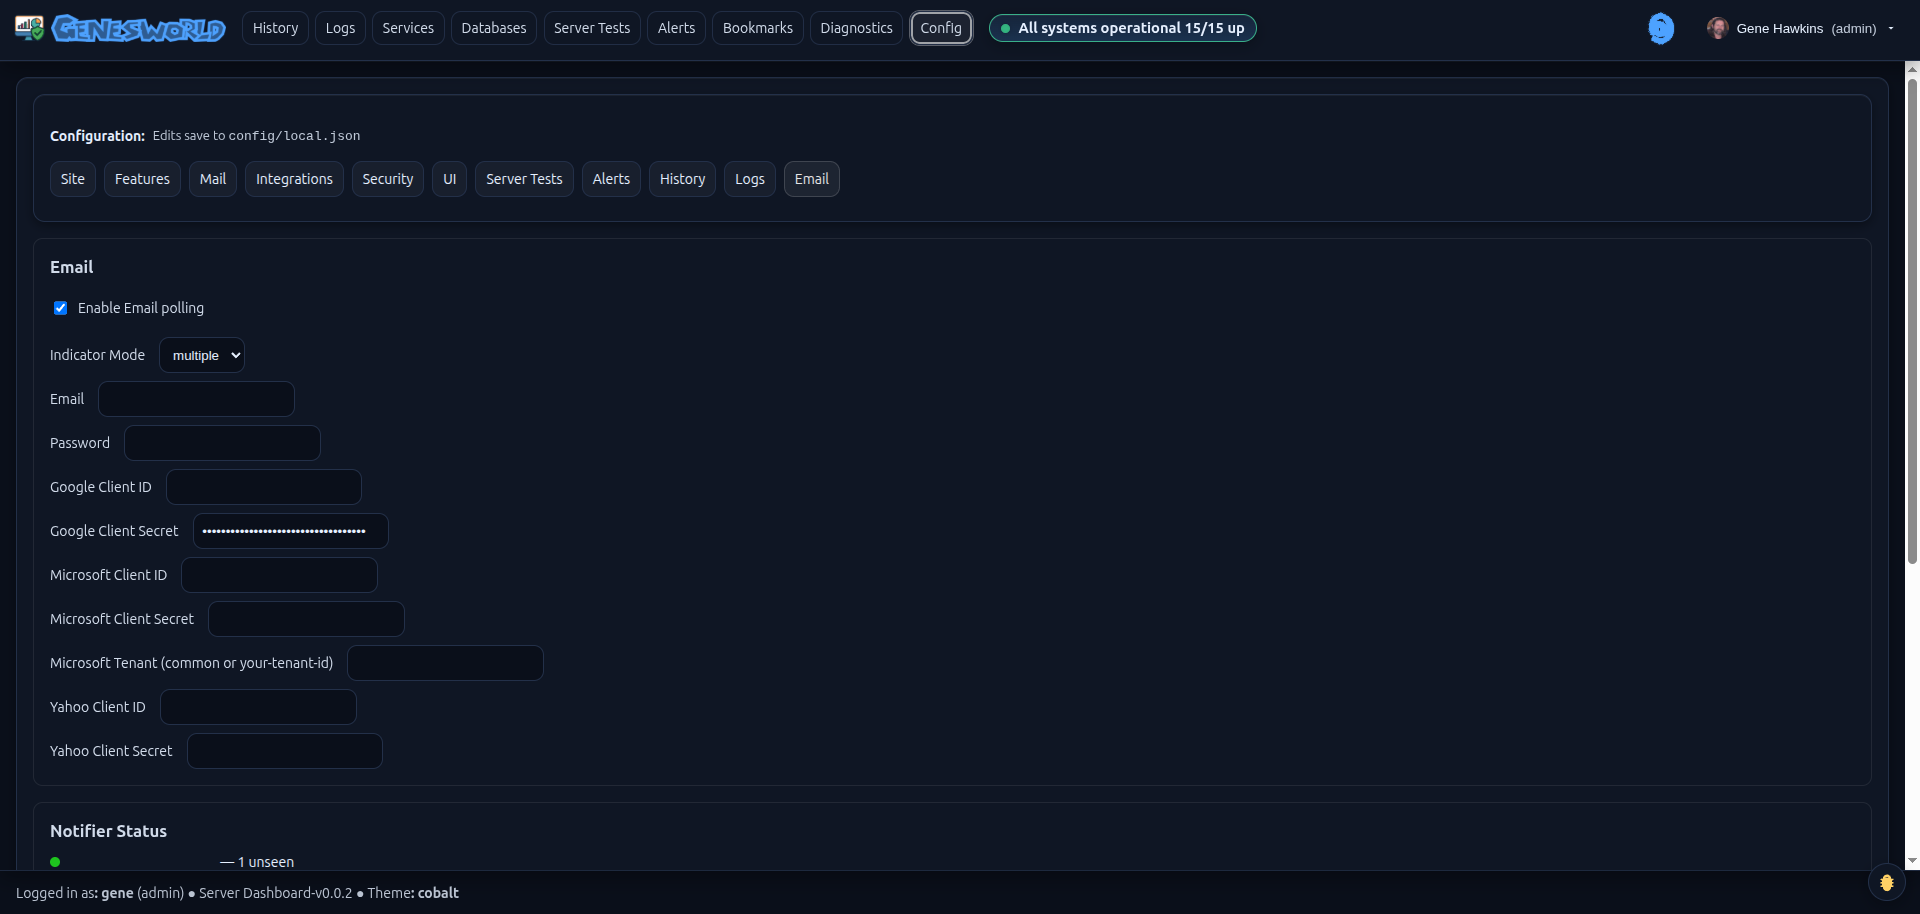 GENESWORLD History Logs Services Databases Server Tests Alerts Bookmarks Diagnostics Config All systems operational 15/15 up Gene Hawkins (admin)
Configuration: Edits save to config/local.json
Site Features Mail Integrations Security UI Server Tests Alerts History Logs Email
Email
Enable Email polling
Indicator Mode multiple
Email
Password
Google Client ID
Google Client Secret ••••••••••••••••••••••••••••••••••••
Microsoft Client ID
Microsoft Client Secret
Microsoft Tenant (common or your-tenant-id)
Yahoo Client ID
Yahoo Client Secret
Notifier Status
— 1 unseen
Logged in as: gene (admin) ● Server Dashboard-v0.0.2 ● Theme: cobalt